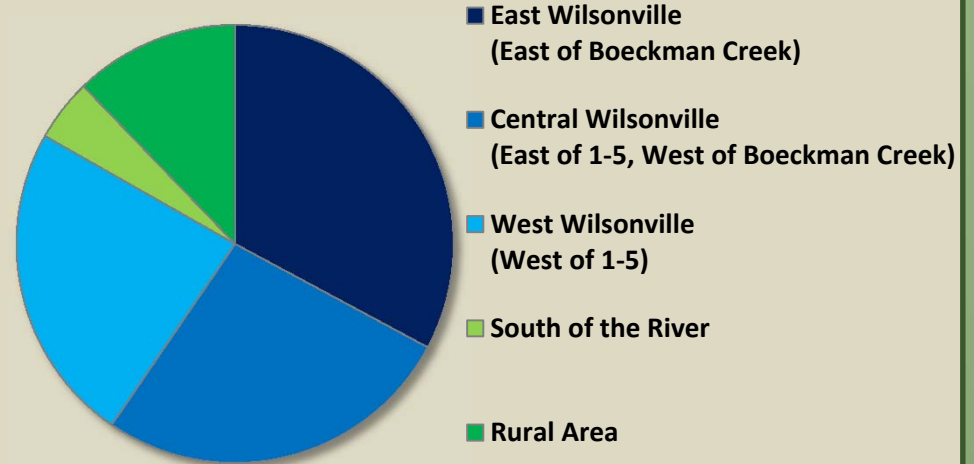 East Wilsonville
(East of Boeckman Creek)
Central Wilsonville
(East of 1-5, West of Boeckman Creek)
West Wilsonville
(West of 1-5)
South of the River
Rural Area